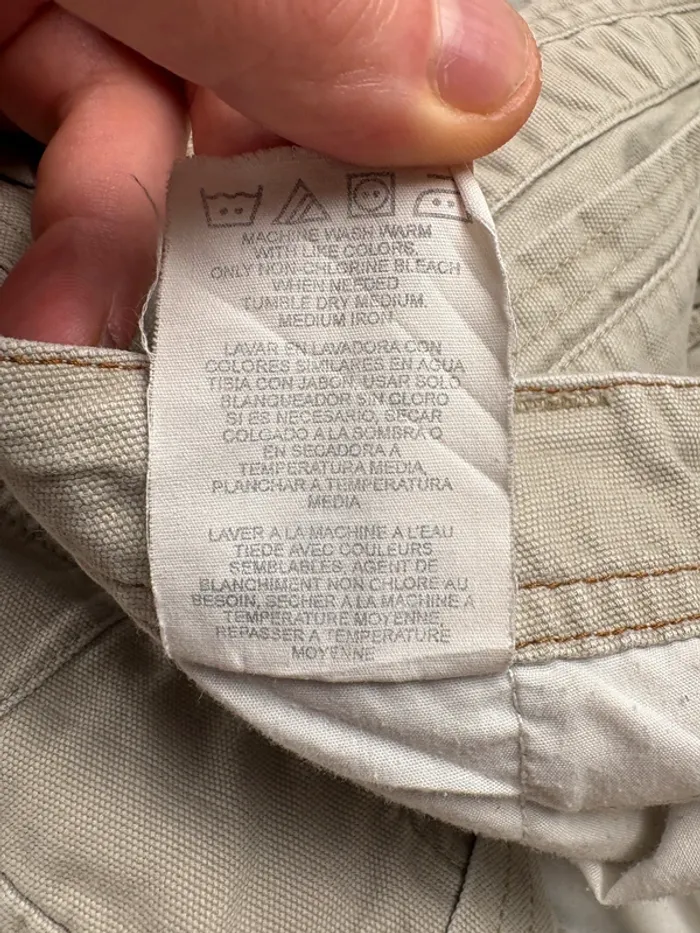 MACHINE WASH WARM
WITH LIKE COLORS,
ONLY NON-CHLORINE BLEACH
WHEN NEEDED
TUMBLE DRY MEDIUM.
MEDIUM IRON
LAVAR EN LAVADORA CON
COLORES SIMILARES EN AGUA
TIBIA CON JABON. USAR SOLO
BLANQUEADOR SIN CLORO
SI ES NECESARIO, SECAR
COLGADO A LA SOMBRA O
EN SECADORA A
TEMPERATURA MEDIA,
PLANCHAR A TEMPERATURA
MEDIA
LAVER A LA MACHINE A L'EAU
TIEDE AVEC COULEURS
SEMBLABLES, AGENT DE
BLANCHIMENT NON CHLORE AU
BESOIN, SECHER A LA MACHINE A
TEMPERATURE MOYENNE,
REPASSER A TEMPERATURE
MOYENNE